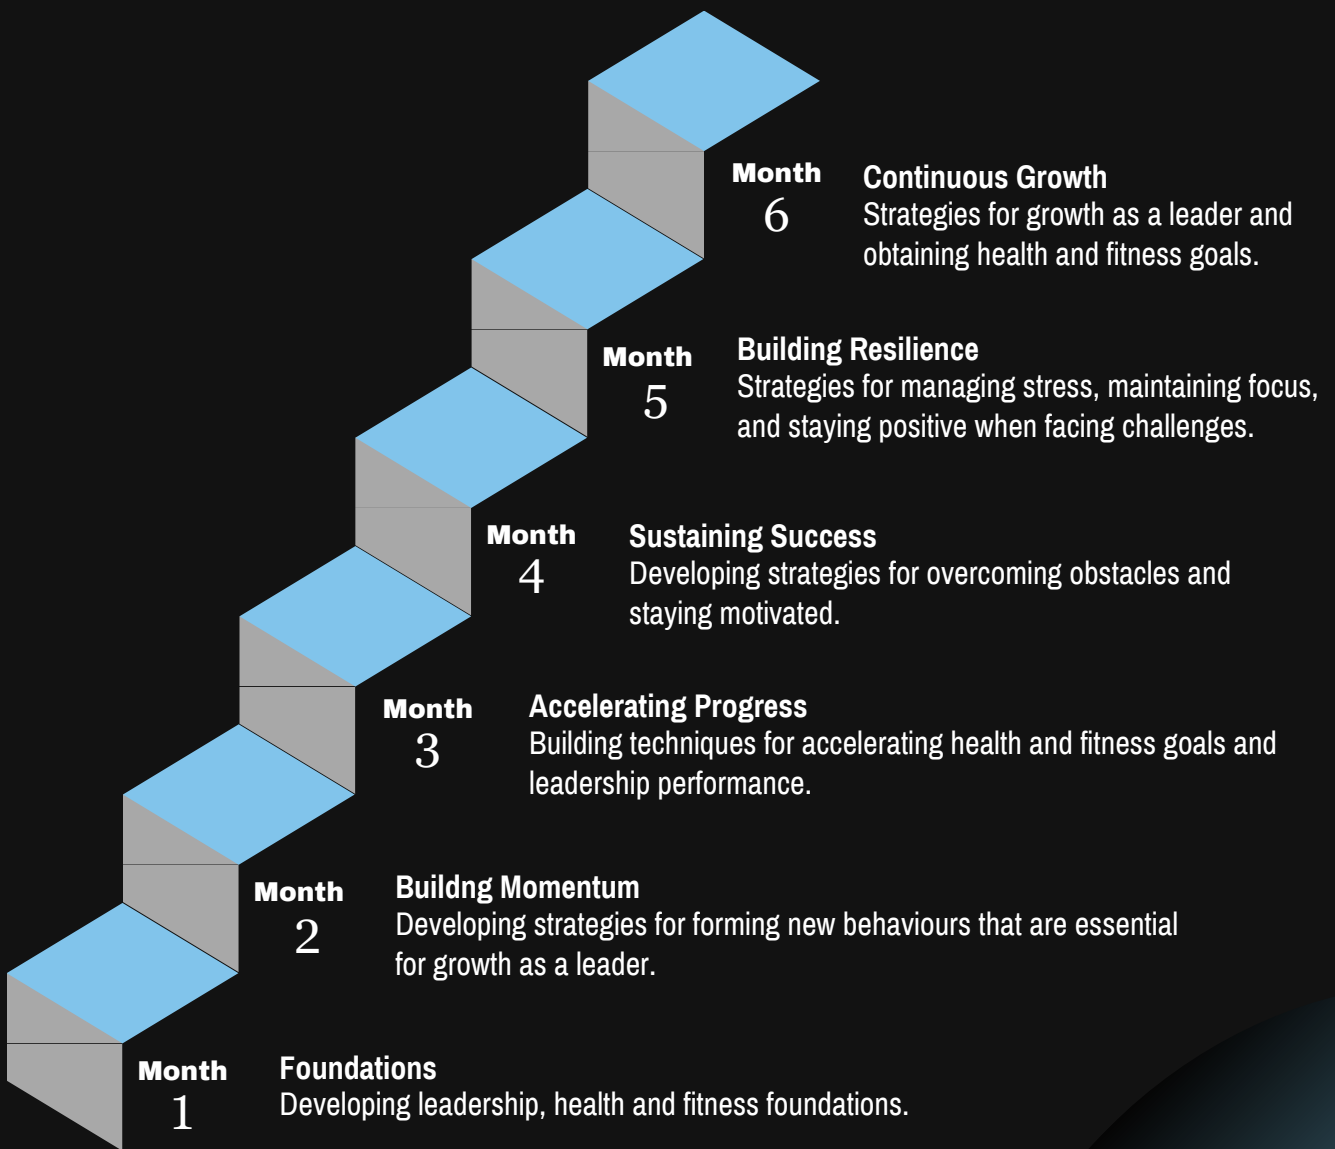 Month
6
Continuous Growth
Strategies for growth as a leader and
obtaining health and fitness goals.
Month
5
Building Resilience
Strategies for managing stress, maintaining focus,
and staying positive when facing challenges.
Month
4
Sustaining Success
Developing strategies for overcoming obstacles and
staying motivated.
Month
3
Accelerating Progress
Building techniques for accelerating health and fitness goals and
leadership performance.
Month
2
Buildng Momentum
Developing strategies for forming new behaviours that are essential
for growth as a leader.
Month
1
Foundations
Developing leadership, health and fitness foundations.